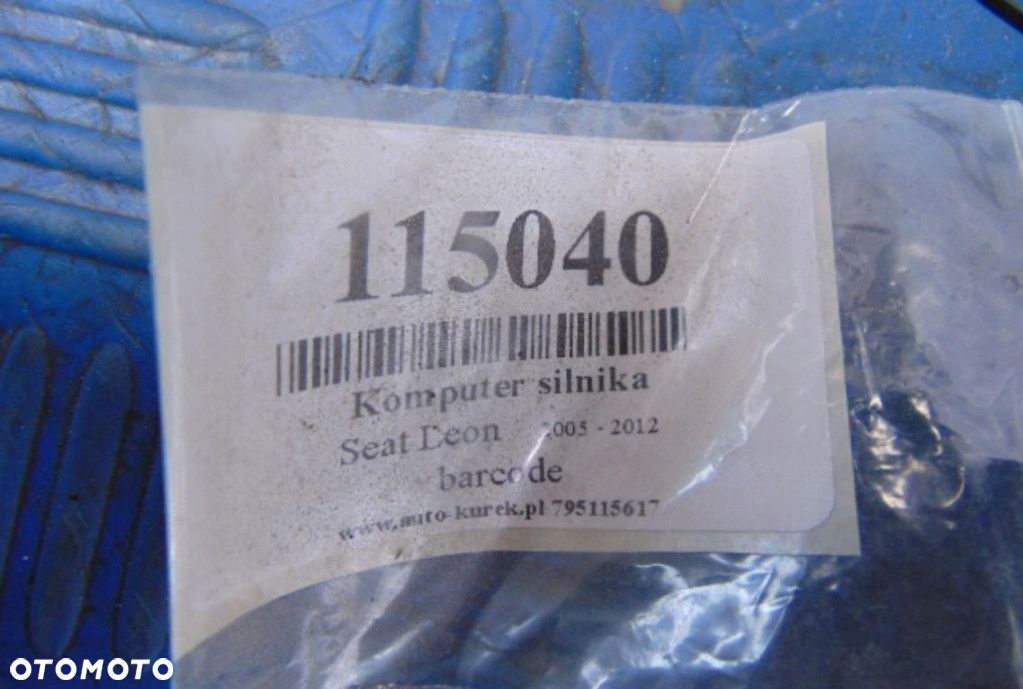 115040
Komputer silnika
Seat Leon 2005 - 2012
barcode
www.auto-kurek.pl 795115617
OTOMOTO